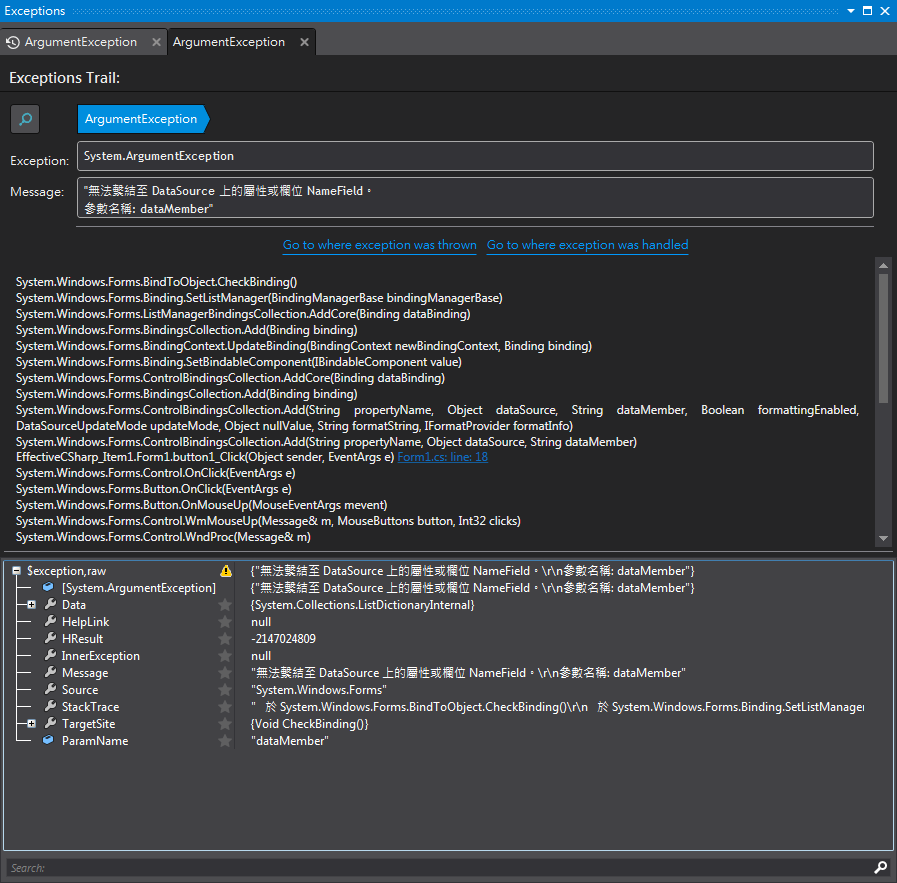 Exceptions
ArgumentException
ArgumentException
Exceptions Trail:
ArgumentException
Exception:
System.ArgumentException
Message:
"無法繫結至 DataSource 上的屬性或欄位 NameField。
參數名稱: dataMember"
Go to where exception was thrown
Go to where exception was handled
System.Windows.Forms.BindToObject.CheckBinding()
System.Windows.Forms.Binding.SetListManager(BindingManagerBase bindingManagerBase)
System.Windows.Forms.ListManagerBindingsCollection.AddCore(Binding dataBinding)
System.Windows.Forms.BindingsCollection.Add(Binding binding)
System.Windows.Forms.BindingContext.UpdateBinding(BindingContext newBindingContext, Binding binding)
System.Windows.Forms.Binding.SetBindableComponent(IBindableComponent value)
System.Windows.Forms.ControlBindingsCollection.AddCore(Binding dataBinding)
System.Windows.Forms.BindingsCollection.Add(Binding binding)
System.Windows.Forms.ControlBindingsCollection.Add(String propertyName, Object dataSource, String dataMember, Boolean formattingEnabled,
DataSourceUpdateMode updateMode, Object nullValue, String formatString, IFormatProvider formatInfo)
System.Windows.Forms.ControlBindingsCollection.Add(String propertyName, Object dataSource, String dataMember)
EffectiveCSharp_Item1.Form1.button1_Click(Object sender, EventArgs e) Form1.cs: line: 18
System.Windows.Forms.Control.OnClick(EventArgs e)
System.Windows.Forms.Button.OnClick(EventArgs e)
System.Windows.Forms.Button.OnMouseUp(MouseEventArgs mevent)
System.Windows.Forms.Control.WmMouseUp(Message& m, MouseButtons button, Int32 clicks)
System.Windows.Forms.Control.WndProc(Message& m)
$exception,raw {"無法繫結至 DataSource 上的屬性或欄位 NameField。\r\n參數名稱: dataMember"}
[System.ArgumentException] {"無法繫結至 DataSource 上的屬性或欄位 NameField。\r\n參數名稱: dataMember"}
Data {System.Collections.ListDictionaryInternal}
HelpLink null
HResult -2147024809
InnerException null
Message "無法繫結至 DataSource 上的屬性或欄位 NameField。\r\n參數名稱: dataMember"
Source "System.Windows.Forms"
StackTrace "   於 System.Windows.Forms.BindToObject.CheckBinding()\r\n   於 System.Windows.Forms.Binding.SetListManager
TargetSite {Void CheckBinding()}
ParamName "dataMember"
Search: